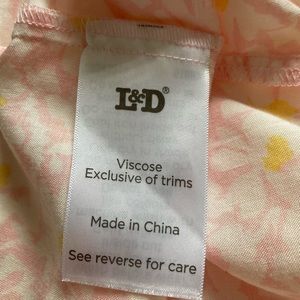 L&D®
Viscose
Exclusive of trims
Made in China
See reverse for care